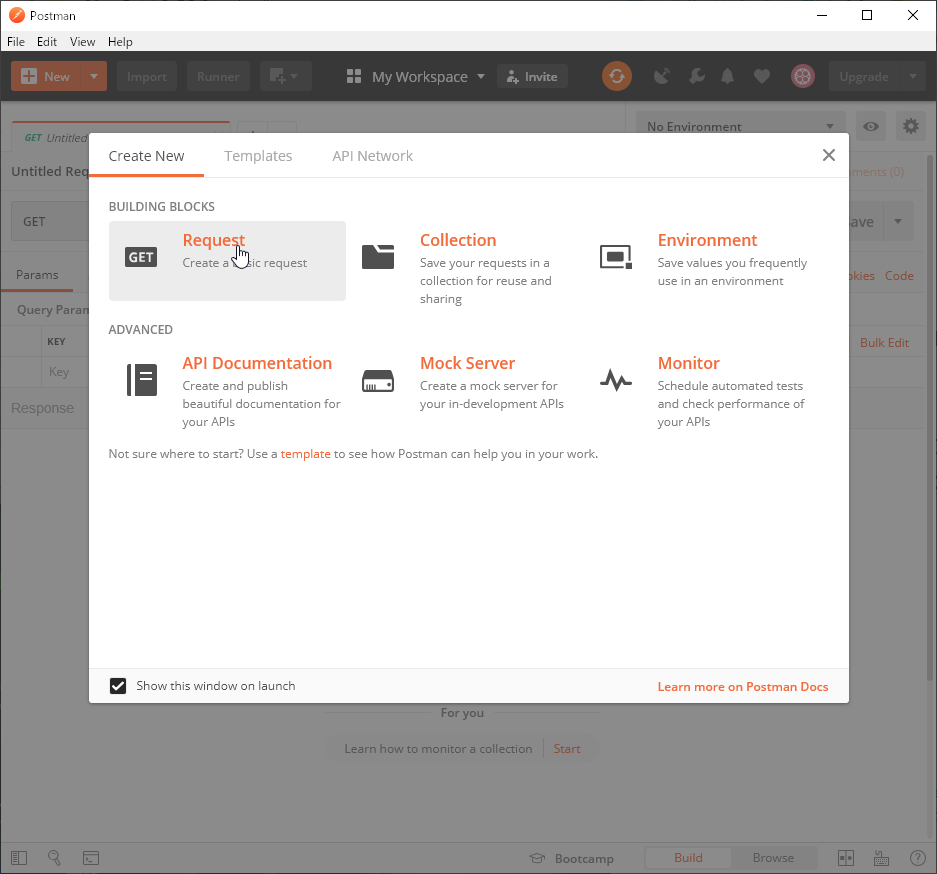 Postman
File Edit View Help
New Import Runner My Workspace Invite Upgrade
GET Untitled
No Environment
Create New Templates API Network
Untitled Req
ments (0)
BUILDING BLOCKS
GET
GET
Request
Create a basic request
Collection
Save your requests in a
collection for reuse and
sharing
Environment
Save values you frequently
use in an environment
ave
Params
okies Code
Query Param
ADVANCED
KEY
Bulk Edit
Key
API Documentation
Create and publish
beautiful documentation for
your APIs
Mock Server
Create a mock server for
your in-development APIs
Monitor
Schedule automated tests
and check performance of
your APIs
Response
Not sure where to start? Use a template to see how Postman can help you in your work.
Show this window on launch
Learn more on Postman Docs
For you
Learn how to monitor a collection Start
Bootcamp Build Browse